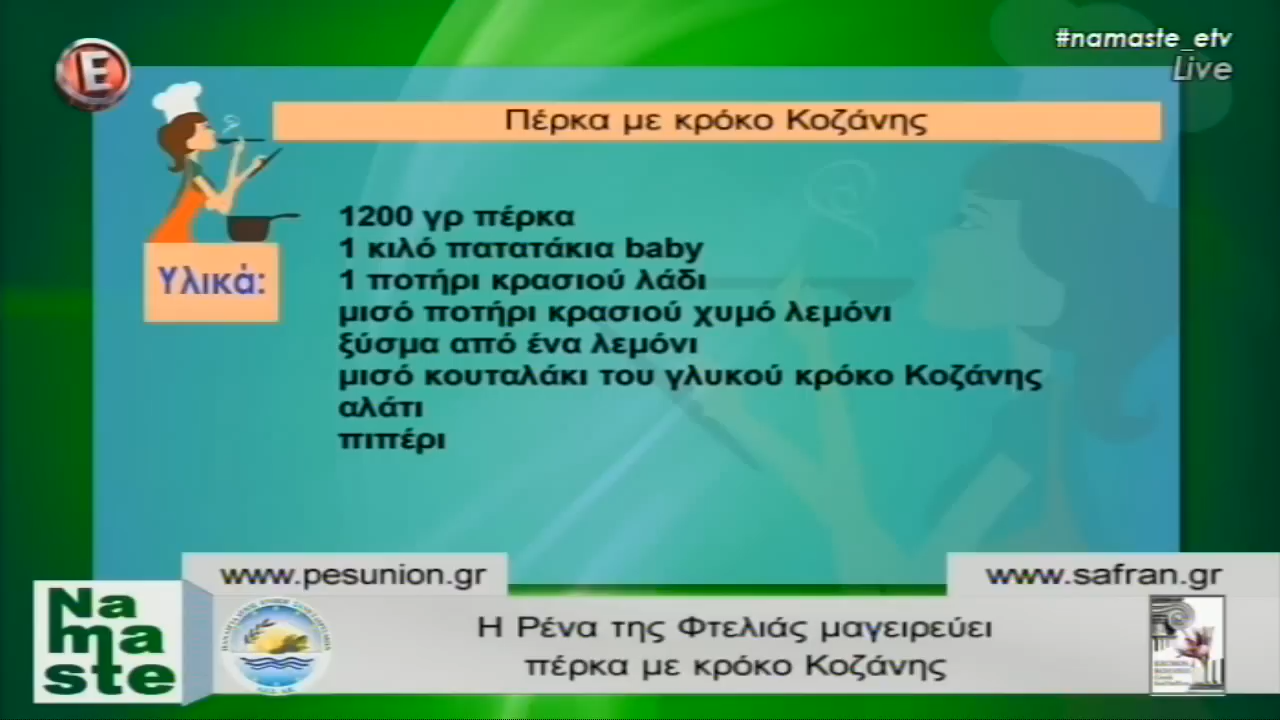 #namaste_etv
Live
E
Πέρκα με κρόκο Κοζάνης
Υλικά:
1200 γρ πέρκα
1 κιλό πατατάκια baby
1 ποτήρι κρασιού λάδι
μισό ποτήρι κρασιού χυμό λεμόνι
ξύσμα από ένα λεμόνι
μισό κουταλάκι του γλυκού κρόκο Κοζάνης
αλάτι
πιπέρι
www.pesunion.gr
www.safran.gr
Na
ma
ste
Η Ρένα της Φτελιάς μαγειρεύει
πέρκα με κρόκο Κοζάνης